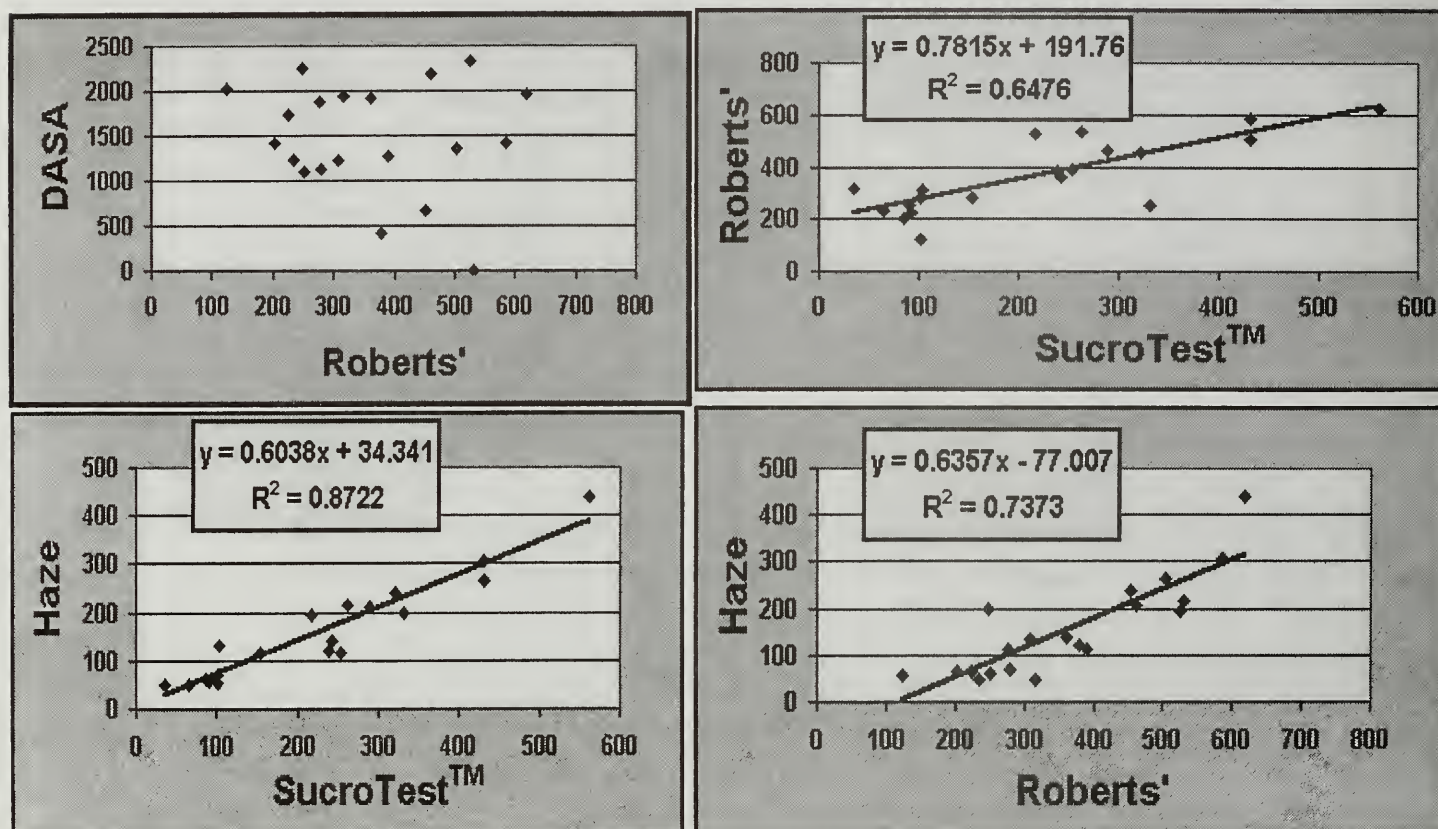 2500
2000
1500
1000
500
0
DASA
0 100 200 300 400 500 600 700 800
Roberts'
y = 0.7815x + 191.76
R² = 0.6476
800
600
400
200
0
Roberts'
0 100 200 300 400 500 600
SucroTest™
y = 0.6038x + 34.341
R² = 0.8722
500
400
300
200
100
0
Haze
0 100 200 300 400 500 600
SucroTest™
y = 0.6357x - 77.007
R² = 0.7373
500
400
300
200
100
0
Haze
0 100 200 300 400 500 600 700 800
Roberts'